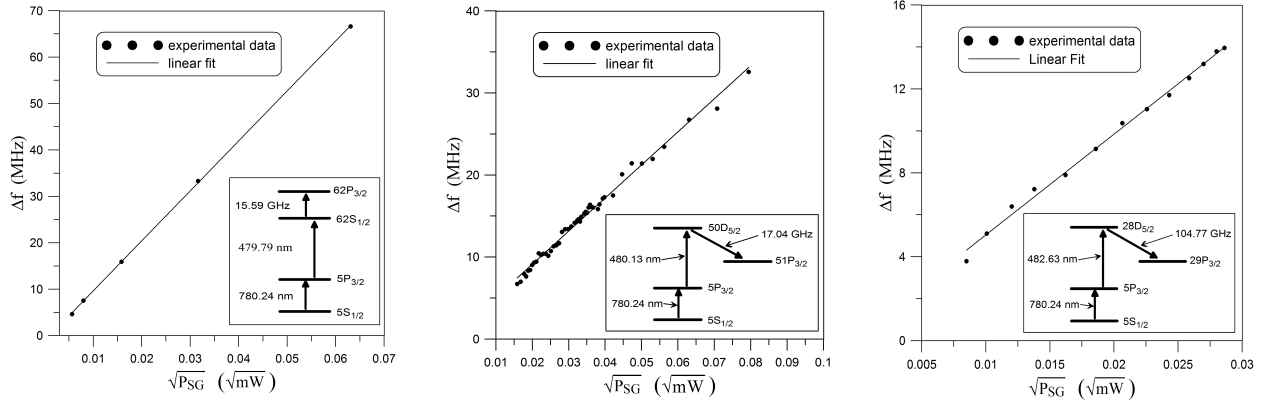 70
60
50
40
30
20
10
0
Δf (MHz)
experimental data
linear fit
62P3/2
15.59 GHz
62S1/2
479.79 nm
5P3/2
780.24 nm
5S1/2
0.01 0.02 0.03 0.04 0.05 0.06 0.07
√PSG (√mW)
40
30
20
10
0
Δf (MHz)
experimental data
linear fit
50D5/2
17.04 GHz
480.13 nm
51P3/2
5P3/2
780.24 nm
5S1/2
0.01 0.02 0.03 0.04 0.05 0.06 0.07 0.08 0.09 0.1
√PSG (√mW)
16
12
8
4
0
Δf (MHz)
experimental data
Linear Fit
28D5/2
104.77 GHz
482.63 nm
29P3/2
5P3/2
780.24 nm
5S1/2
0.005 0.01 0.015 0.02 0.025 0.03
√PSG (√mW)